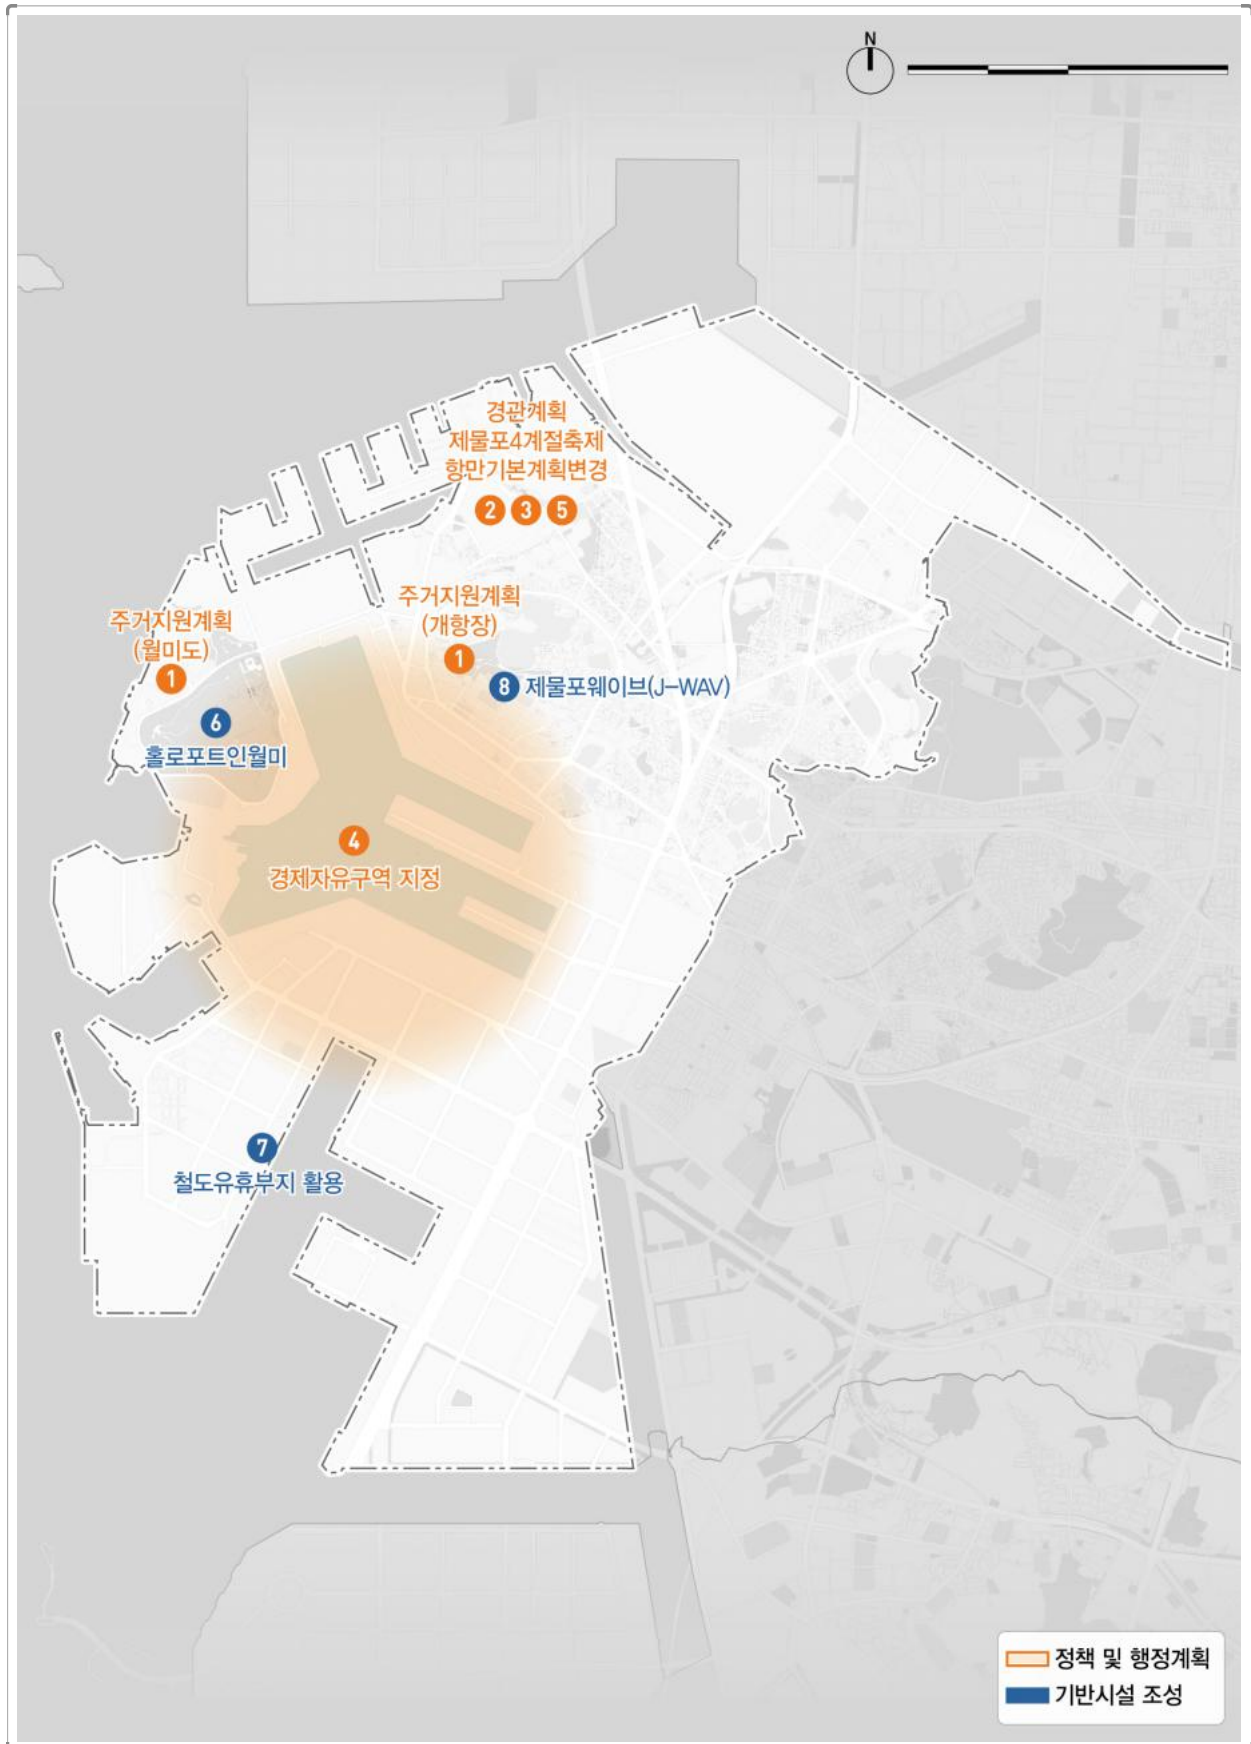 N
경관계획
제물포4계절축제
항만기본계획변경
2 3 5
주거지원계획
(개항장)
1
주거지원계획
(월미도)
1
8 제물포웨이브(J-WAV)
6
홀로포트인월미
4
경제자유구역 지정
7
철도유휴부지 활용
정책 및 행정계획
기반시설 조성